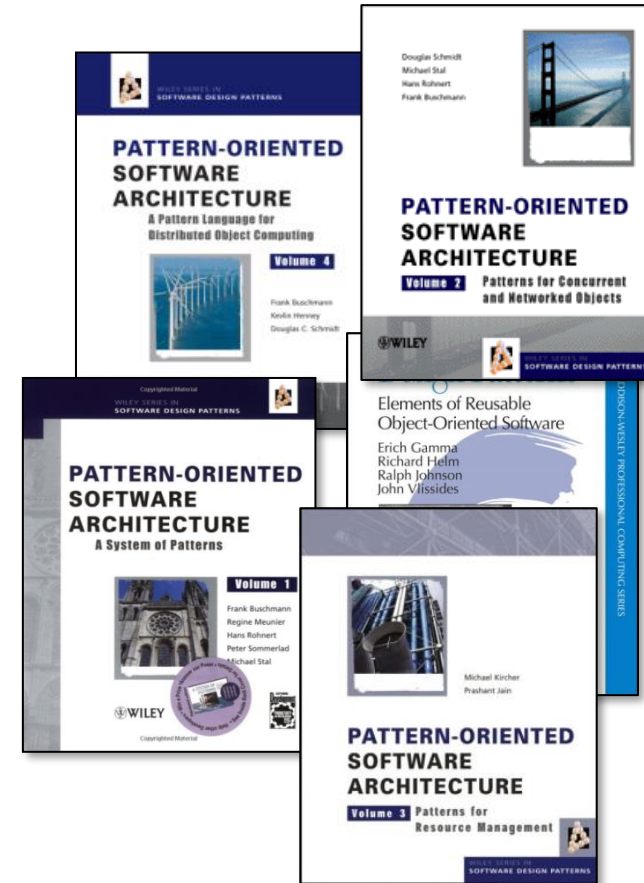 WILEY SERIES IN
SOFTWARE DESIGN PATTERNS
PATTERN-ORIENTED
SOFTWARE
ARCHITECTURE
A Pattern Language for
Distributed Object Computing
Volume 4
Frank Buschmann
Kevlin Henney
Douglas C. Schmidt
Douglas Schmidt
Michael Stal
Hans Rohnert
Frank Buschmann
PATTERN-ORIENTED
SOFTWARE
ARCHITECTURE
Volume 2 Patterns for Concurrent
and Networked Objects
WILEY
WILEY SERIES IN
SOFTWARE DESIGN PATTERNS
Elements of Reusable
Object-Oriented Software
Erich Gamma
Richard Helm
Ralph Johnson
John Vlissides
DDISON-WESLEY PROFESSIONAL COMPUTING SERIES
Copyrighted Material
WILEY SERIES IN
SOFTWARE DESIGN PATTERNS
PATTERN-ORIENTED
SOFTWARE
ARCHITECTURE
A System of Patterns
Volume 1
Frank Buschmann
Regine Meunier
Hans Rohnert
Peter Sommerlad
Michael Stal
WILEY
Copyrighted Material
Michael Kircher
Prashant Jain
PATTERN-ORIENTED
SOFTWARE
ARCHITECTURE
Volume 3 Patterns for
Resource Management
WILEY SERIES IN
SOFTWARE DESIGN PATTERNS